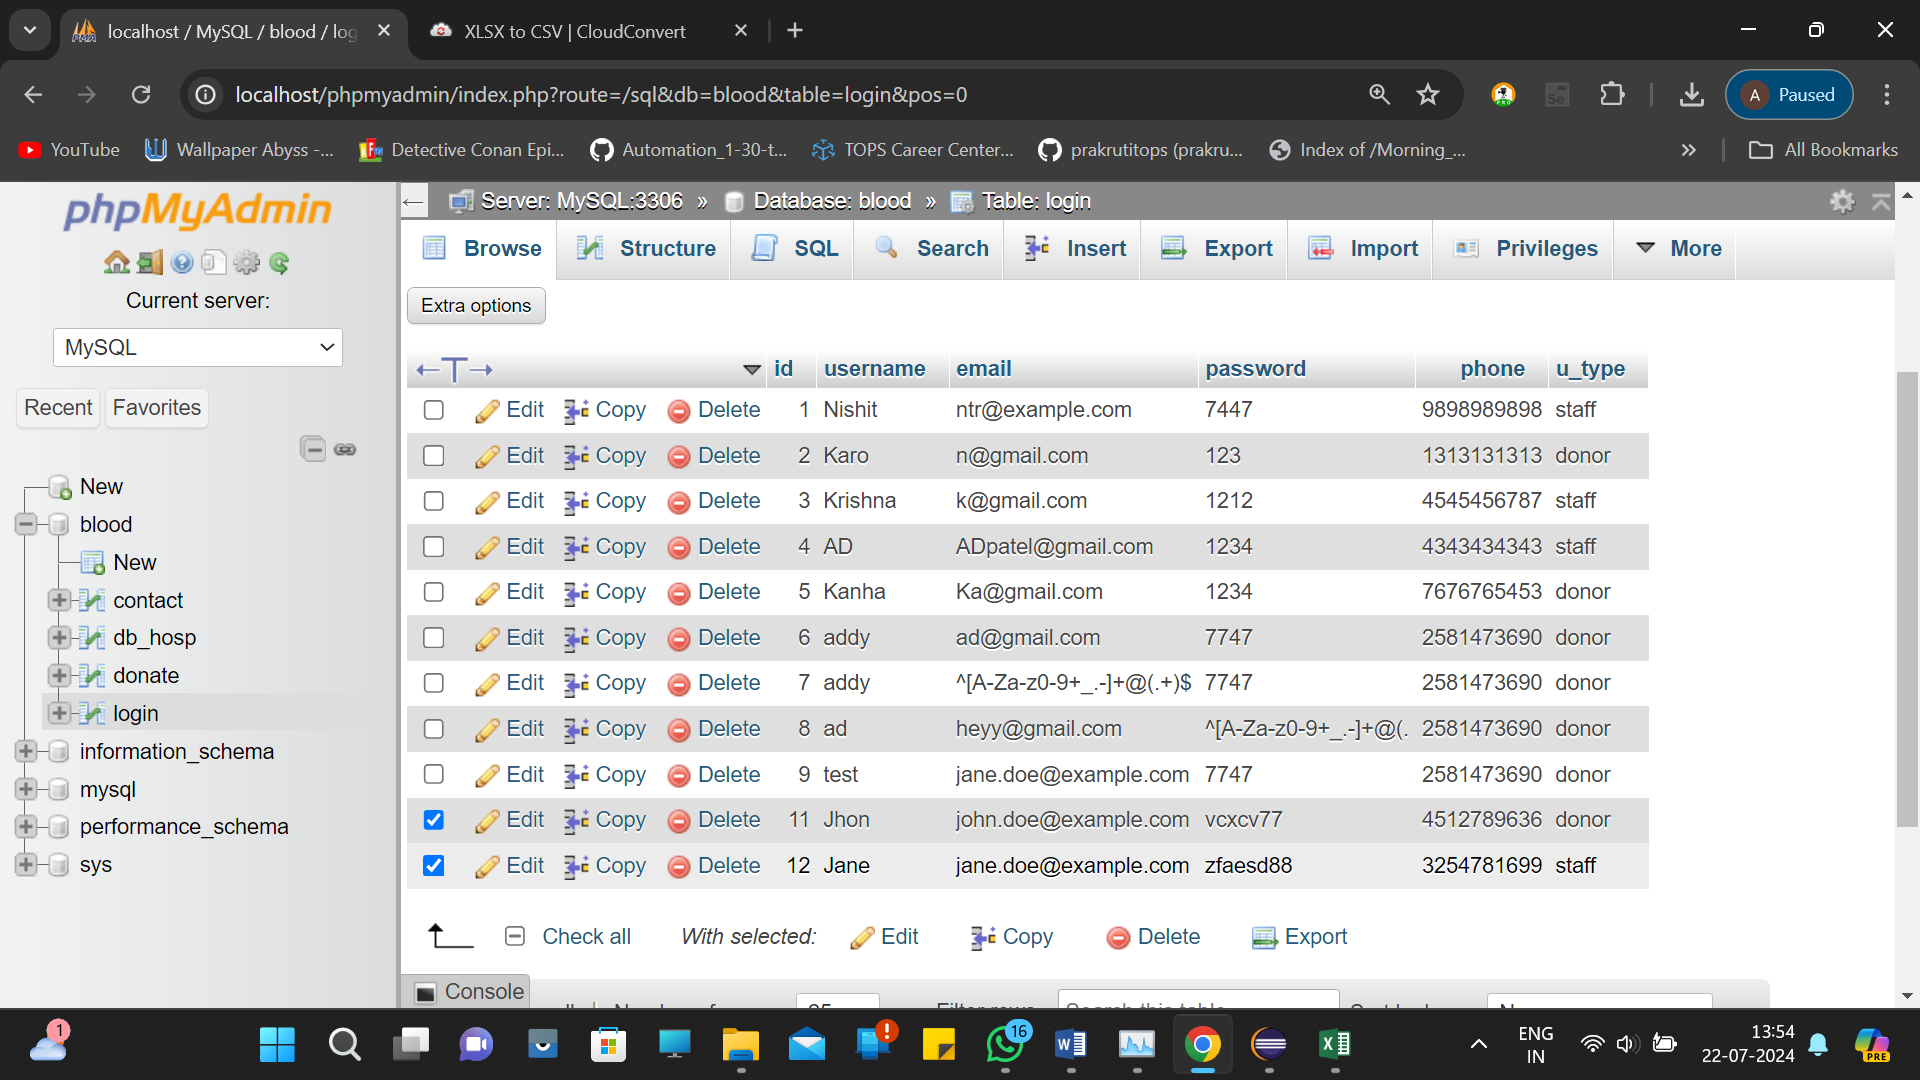 localhost / MySQL / blood / log
XLSX to CSV | CloudConvert
localhost/phpmyadmin/index.php?route=/sql&db=blood&table=login&pos=0
A Paused
YouTube
Wallpaper Abyss -...
Detective Conan Epi...
Automation_1-30-t...
TOPS Career Center...
prakrutitops (prakru...
Index of /Morning_...
»
All Bookmarks
phpMyAdmin
Current server:
MySQL
Recent Favorites
New
blood
New
contact
db_hosp
donate
login
information_schema
mysql
performance_schema
sys
Server: MySQL:3306 » Database: blood » Table: login
Browse Structure SQL Search Insert Export Import Privileges More
Extra options
id username email password phone u_type
Edit Copy Delete 1 Nishit ntr@example.com 7447 9898989898 staff
Edit Copy Delete 2 Karo n@gmail.com 123 1313131313 donor
Edit Copy Delete 3 Krishna k@gmail.com 1212 4545456787 staff
Edit Copy Delete 4 AD ADpatel@gmail.com 1234 4343434343 staff
Edit Copy Delete 5 Kanha Ka@gmail.com 1234 7676765453 donor
Edit Copy Delete 6 addy ad@gmail.com 7747 2581473690 donor
Edit Copy Delete 7 addy ^[A-Za-z0-9+_.-]+@(.+)$ 7747 2581473690 donor
Edit Copy Delete 8 ad heyy@gmail.com ^[A-Za-z0-9+_.-]+@(. 2581473690 donor
Edit Copy Delete 9 test jane.doe@example.com 7747 2581473690 donor
Edit Copy Delete 11 Jhon john.doe@example.com vcxcv77 4512789636 donor
Edit Copy Delete 12 Jane jane.doe@example.com zfaesd88 3254781699 staff
Check all With selected: Edit Copy Delete Export
Console
1
16
ENG
IN
13:54
22-07-2024
PRE